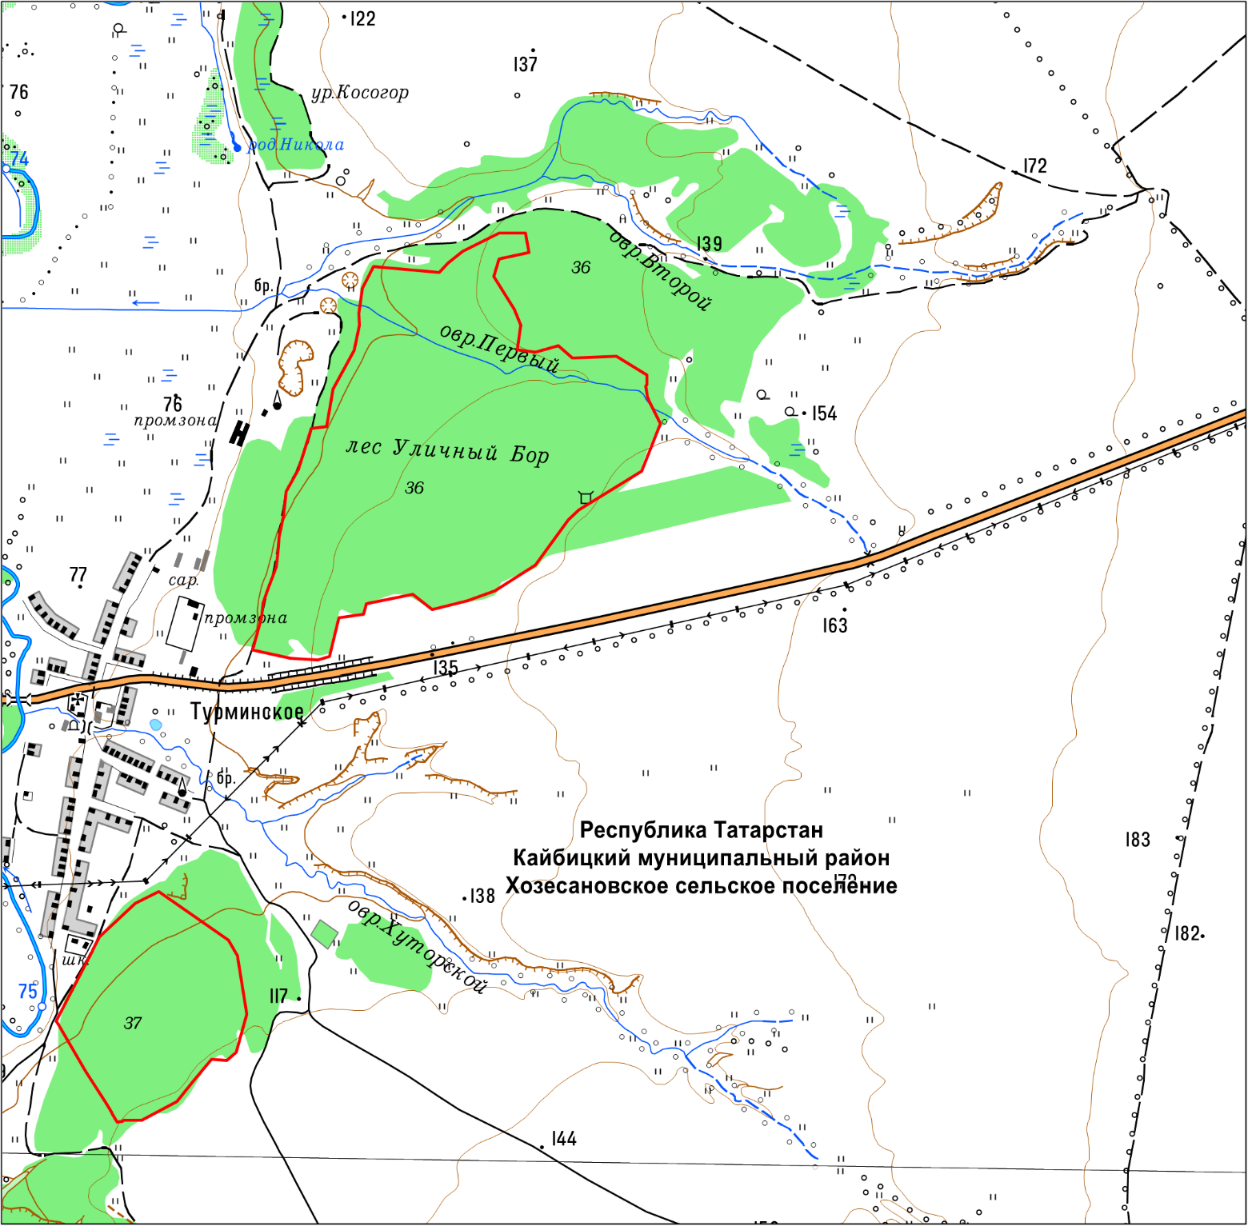 122
137
76
ур.Косогор
род.Никола
74
172
139
овр.Второй
36
бр.
овр.Первый
76
промзона
154
лес Уличный Бор
36
77
сар.
промзона
163
135
Турминское
бр.
Республика Татарстан
183
Кайбицкий муниципальный район
Хозесановское сельское поселение
138
овр.Хуторской
182
шк.
75
117
37
144